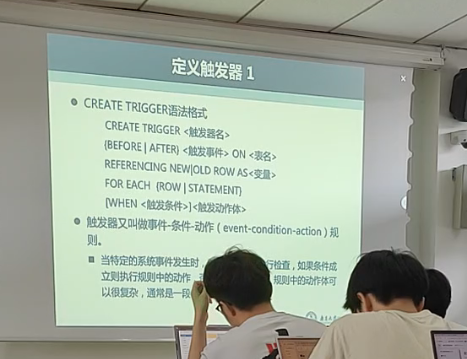 定义触发器 1
CREATE TRIGGER语法格式
CREATE TRIGGER <触发器名>
{BEFORE | AFTER} <触发事件> ON <表名>
REFERENCING NEW|OLD ROW AS<变量>
FOR EACH {ROW | STATEMENT}
[WHEN <触发条件>]<触发动作体>
触发器又叫做事件-条件-动作（event-condition-action）规
则。
当特定的系统事件发生时，行检查，如果条件成
立则执行规则中的动作，规则中的动作体可
以很复杂，通常是一段